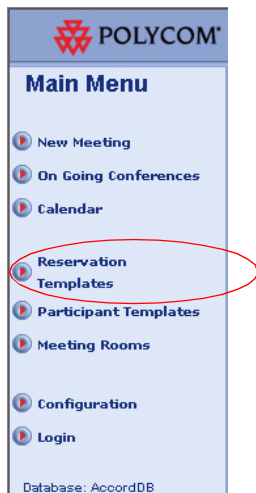 POLYCOM
Main Menu
New Meeting
On Going Conferences
Calendar
Reservation
Templates
Participant Templates
Meeting Rooms
Configuration
Login
Database: AccordDB